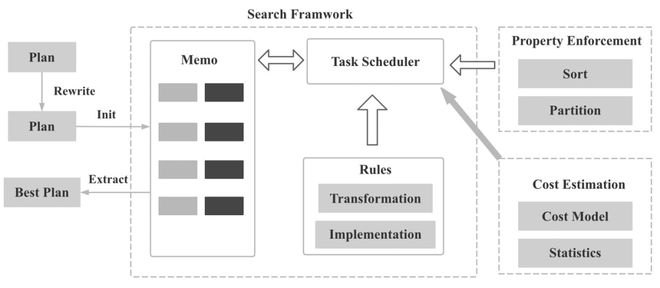 Search Framwork
Plan
Rewrite
Plan
Init
Extract
Best Plan
Memo
Task Scheduler
Rules
Transformation
Implementation
Property Enforcement
Sort
Partition
Cost Estimation
Cost Model
Statistics